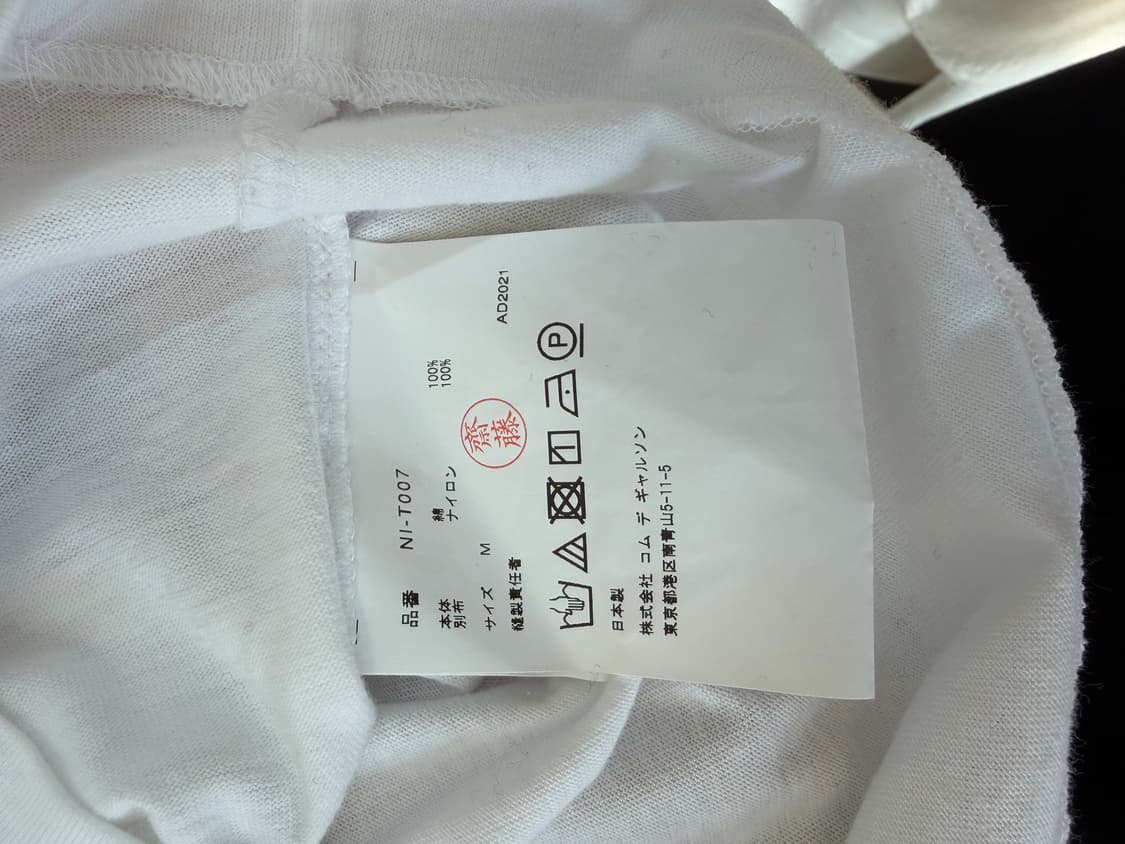 品番 NI-T007
本体 綿 100%
別布 ナイロン 100%
サイズ M
縫製責任者 齋藤 AD2021
P
日本製
株式会社 コム デ ギャルソン
東京都港区南青山5-11-5